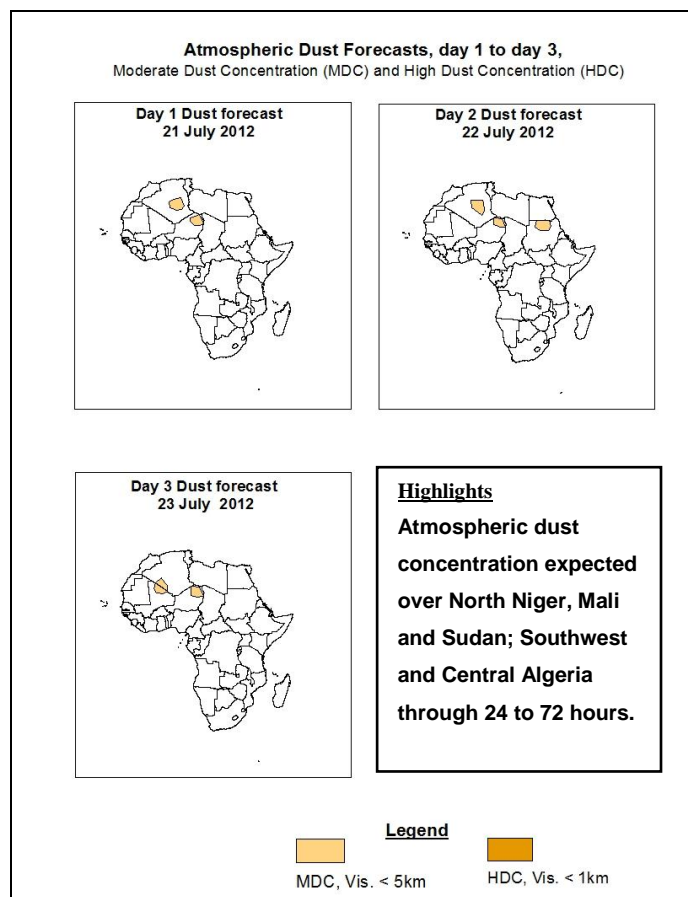 Atmospheric Dust Forecasts, day 1 to day 3,
Moderate Dust Concentration (MDC) and High Dust Concentration (HDC)
Day 1 Dust forecast
21 July 2012
Day 2 Dust forecast
22 July 2012
Day 3 Dust forecast
23 July 2012
Highlights
Atmospheric dust
concentration expected
over North Niger, Mali
and Sudan; Southwest
and Central Algeria
through 24 to 72 hours.
Legend
MDC, Vis. < 5km
HDC, Vis. < 1km